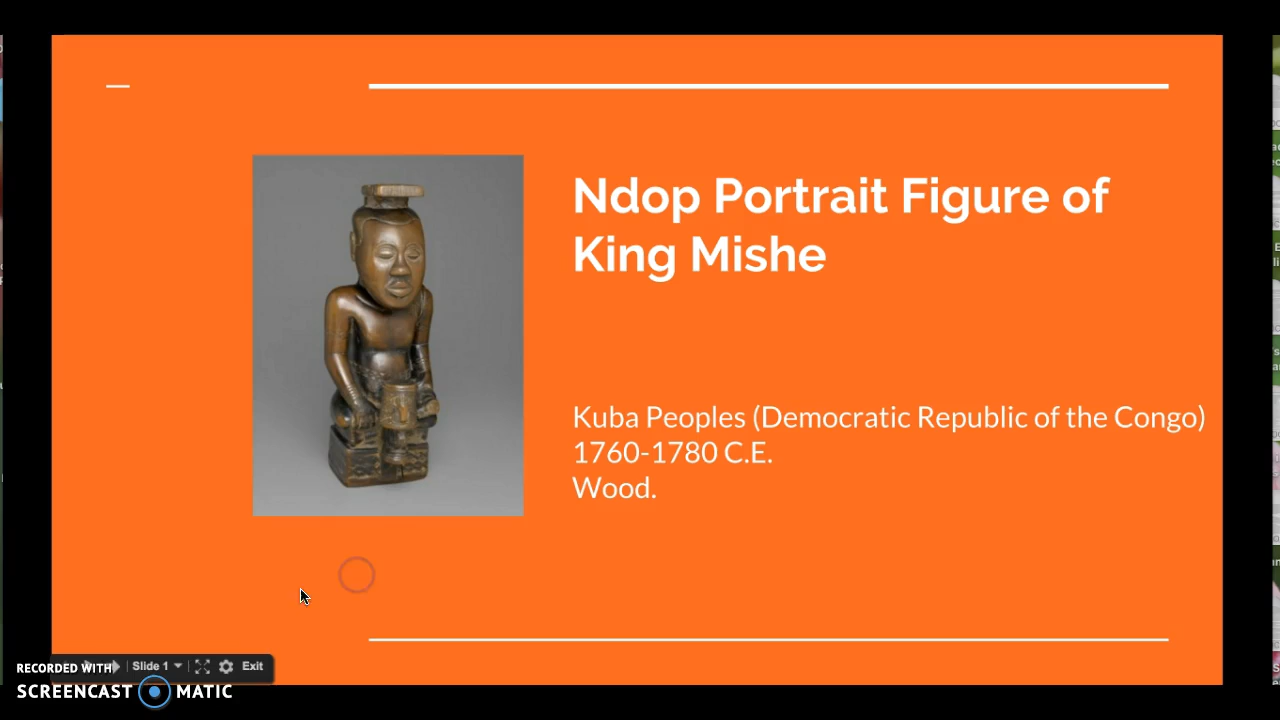 Ndop Portrait Figure of
King Mishe
Kuba Peoples (Democratic Republic of the Congo)
1760-1780 C.E.
Wood.
Slide 1
Exit
RECORDED WITH
SCREENCAST MATIC